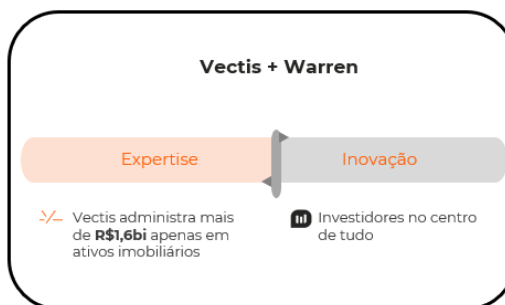 Vectis + Warren
Expertise
Inovação
Vectis administra mais
de R$1,6bi apenas em
ativos imobiliários
Investidores no centro
de tudo